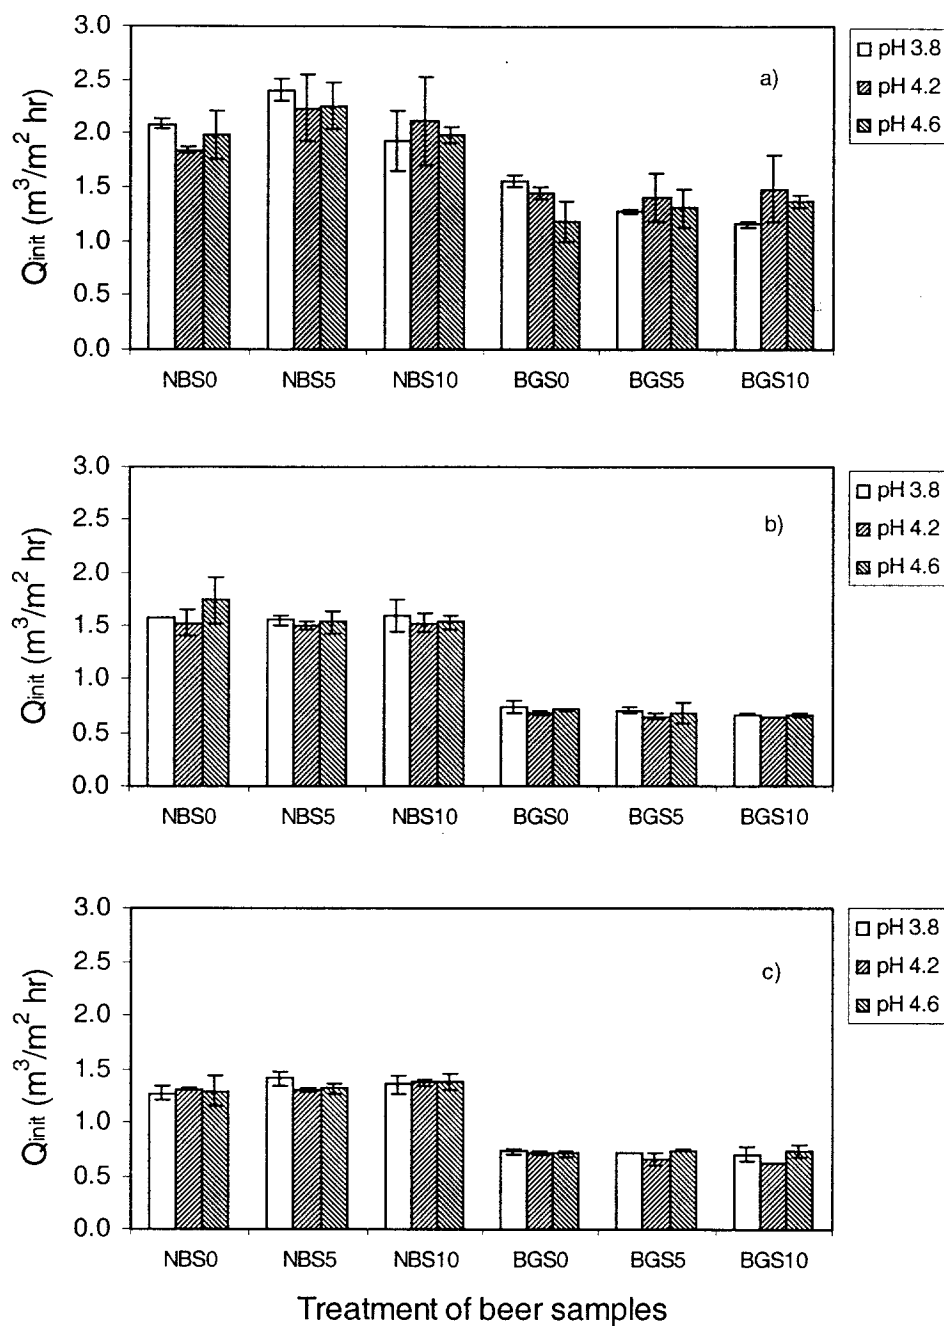 3.0
2.5
2.0
1.5
1.0
0.5
0.0
Qinit (m³/m² hr)
a)
pH 3.8
pH 4.2
pH 4.6
NBS0 NBS5 NBS10 BGS0 BGS5 BGS10
3.0
2.5
2.0
1.5
1.0
0.5
0.0
Qinit (m³/m² hr)
b)
pH 3.8
pH 4.2
pH 4.6
NBS0 NBS5 NBS10 BGS0 BGS5 BGS10
3.0
2.5
2.0
1.5
1.0
0.5
0.0
Qinit (m³/m² hr)
c)
pH 3.8
pH 4.2
pH 4.6
NBS0 NBS5 NBS10 BGS0 BGS5 BGS10
Treatment of beer samples